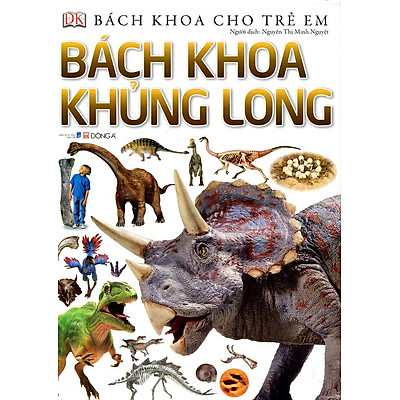 DK BÁCH KHOA CHO TRẺ EM
Người dịch: Nguyễn Thị Minh Nguyệt
BÁCH KHOA
KHỦNG LONG
ĐÔNG A